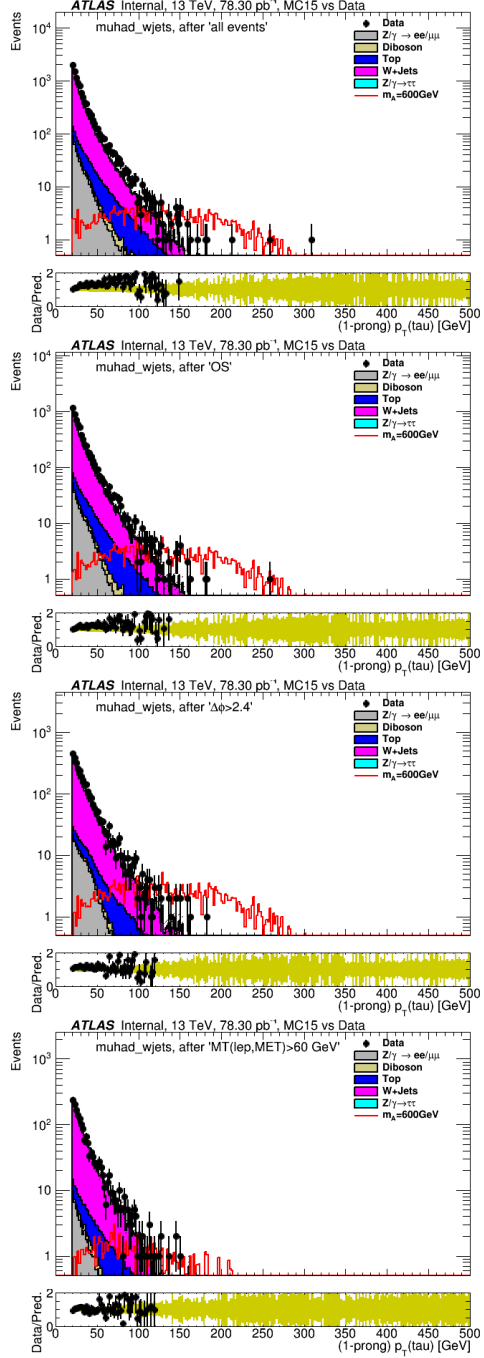 ATLAS Internal, 13 TeV, 78.30 pb⁻¹, MC15 vs Data
muhad_wjets, after 'all events'
Events
Data
Z/γ → ee/μμ
Diboson
Top
W+Jets
Z/γ→ττ
m_A=600GeV
10⁴
10³
10²
10
1
Data/Pred.
2
1
0
0 50 100 150 200 250 300 350 400 450 500
(1-prong) p_T(tau) [GeV]
ATLAS Internal, 13 TeV, 78.30 pb⁻¹, MC15 vs Data
muhad_wjets, after 'OS'
Events
Data
Z/γ → ee/μμ
Diboson
Top
W+Jets
Z/γ→ττ
m_A=600GeV
10⁴
10³
10²
10
1
Data/Pred.
2
1
0
0 50 100 150 200 250 300 350 400 450 500
(1-prong) p_T(tau) [GeV]
ATLAS Internal, 13 TeV, 78.30 pb⁻¹, MC15 vs Data
muhad_wjets, after 'Δϕ>2.4'
Events
Data
Z/γ → ee/μμ
Diboson
Top
W+Jets
Z/γ→ττ
m_A=600GeV
10³
10²
10
1
Data/Pred.
2
1
0
0 50 100 150 200 250 300 350 400 450 500
(1-prong) p_T(tau) [GeV]
ATLAS Internal, 13 TeV, 78.30 pb⁻¹, MC15 vs Data
muhad_wjets, after 'MT(lep,MET)>60 GeV'
Events
Data
Z/γ → ee/μμ
Diboson
Top
W+Jets
Z/γ→ττ
m_A=600GeV
10³
10²
10
1
Data/Pred.
2
1
0
0 50 100 150 200 250 300 350 400 450 500
(1-prong) p_T(tau) [GeV]